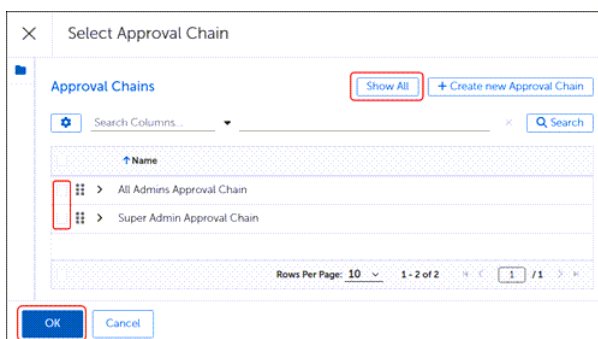 Select Approval Chain
Approval Chains
Show All
+ Create new Approval Chain
Search Columns...
Search
Name
All Admins Approval Chain
Super Admin Approval Chain
Rows Per Page: 10 1 - 2 of 2 1 / 1
OK Cancel